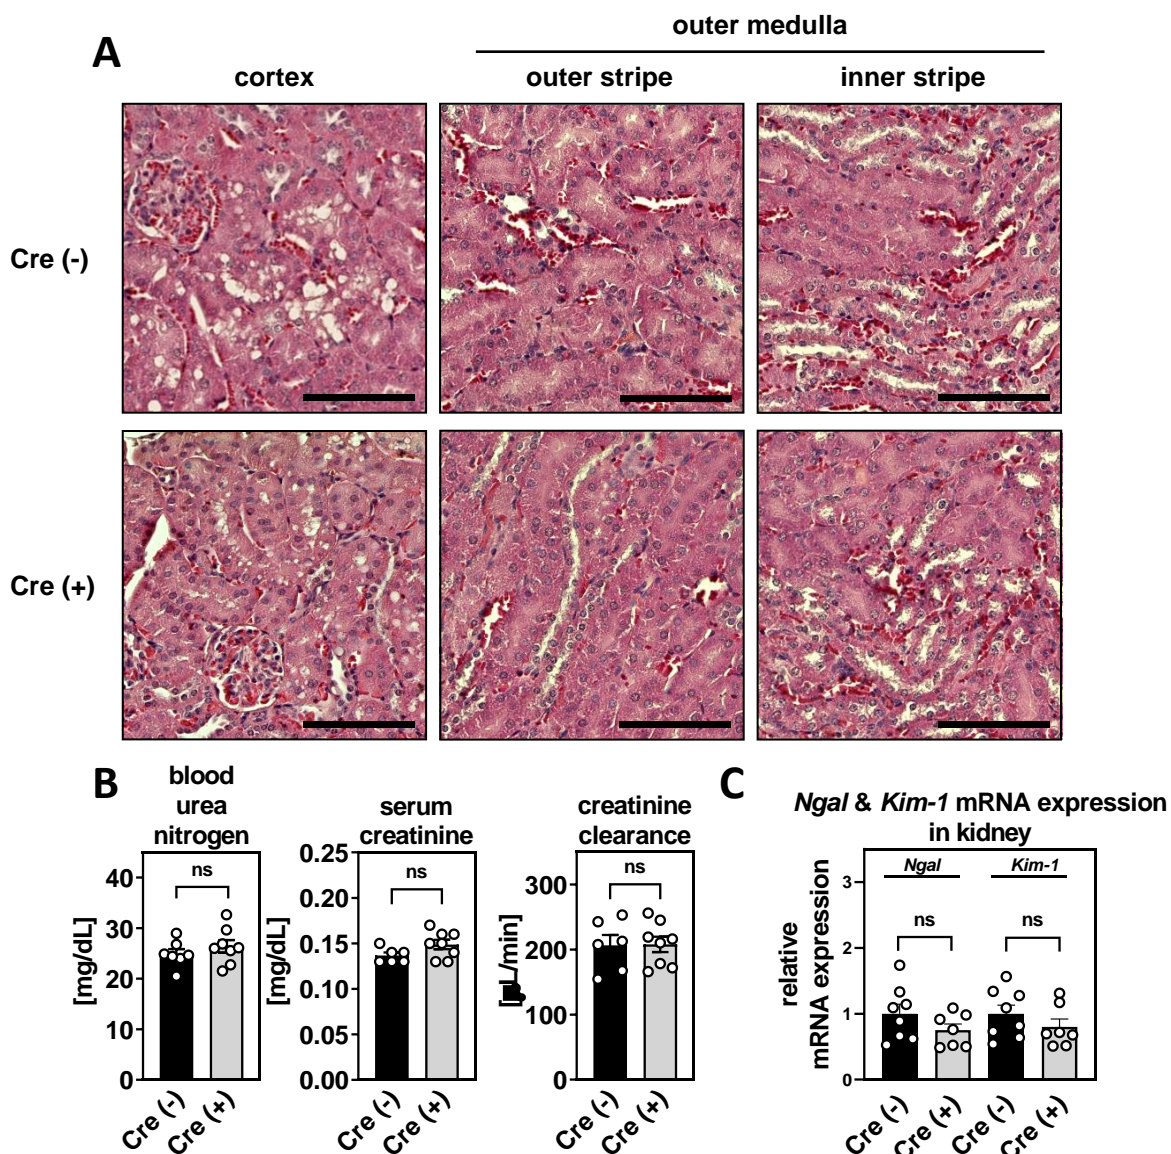 A
outer medulla
cortex
outer stripe
inner stripe
Cre (-)
Cre (+)
B
blood
urea
nitrogen
[mg/dL]
40
30
20
10
0
ns
Cre (-)
Cre (+)
serum
creatinine
[mg/dL]
0.25
0.20
0.15
0.10
0.05
0.00
ns
Cre (-)
Cre (+)
creatinine
clearance
L/min]
300
200
100
0
ns
Cre (-)
Cre (+)
C
Ngal & Kim-1 mRNA expression
in kidney
relative
mRNA expression
3
2
1
0
Ngal
Kim-1
ns
ns
Cre (-)
Cre (+)
Cre (-)
Cre (+)